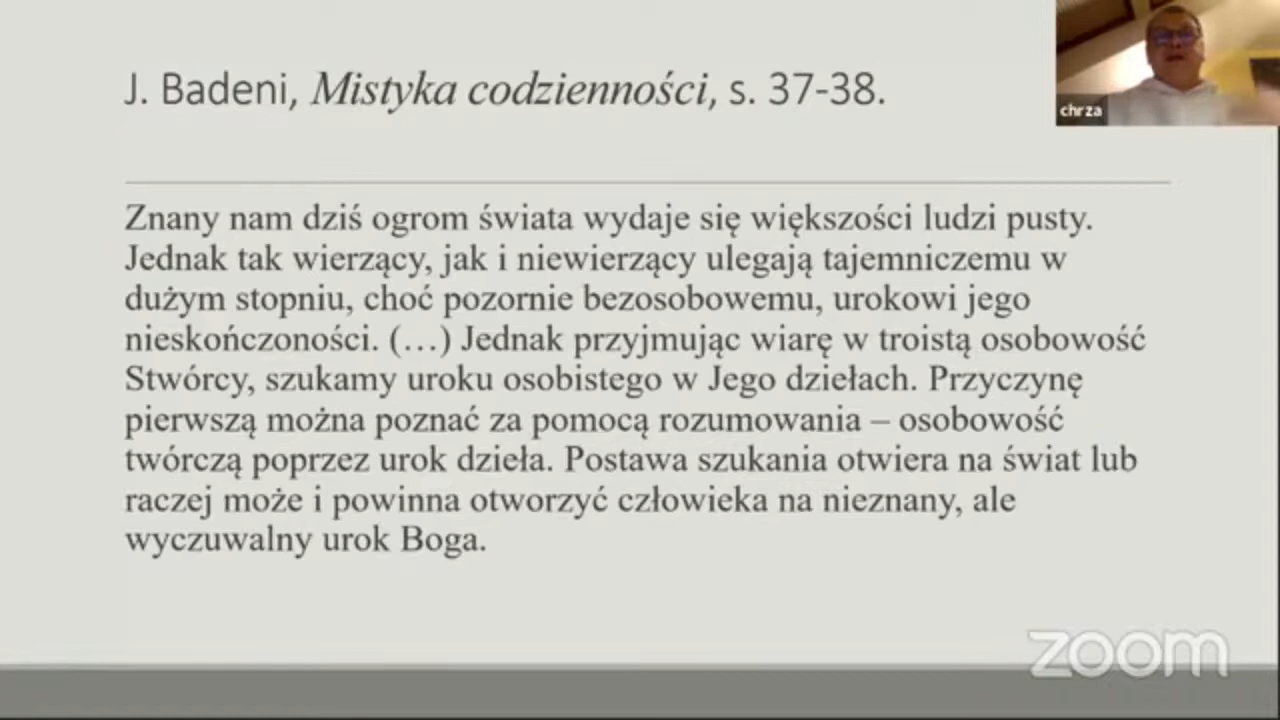 J. Badeni, Mistyka codzienności, s. 37-38.
chrza
Znany nam dziś ogrom świata wydaje się większości ludzi pusty.
Jednak tak wierzący, jak i niewierzący ulegają tajemniczemu w
dużym stopniu, choć pozornie bezosobowemu, urokowi jego
nieskończoności. (…) Jednak przyjmując wiarę w troistą osobowość
Stwórcy, szukamy uroku osobistego w Jego dziełach. Przyczynę
pierwszą można poznać za pomocą rozumowania – osobowość
twórczą poprzez urok dzieła. Postawa szukania otwiera na świat lub
raczej może i powinna otworzyć człowieka na nieznany, ale
wyczuwalny urok Boga.
zoom